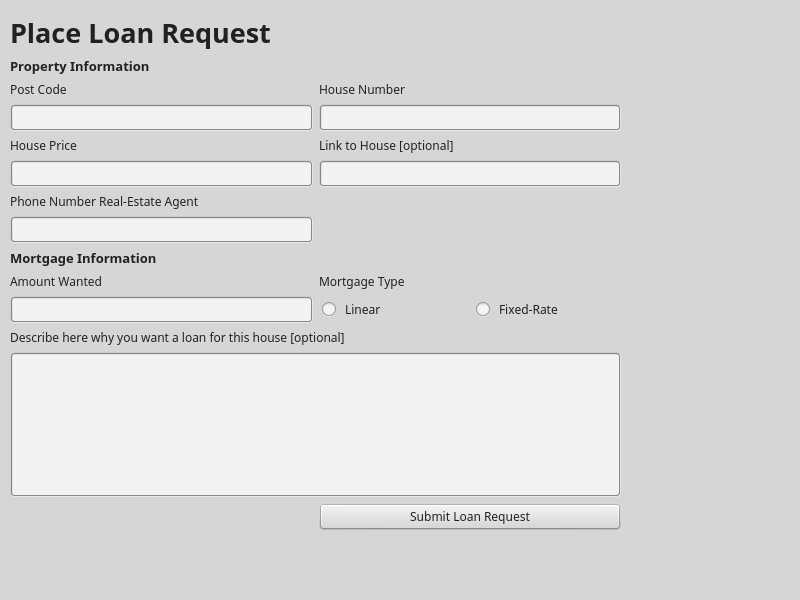 Place Loan Request
Property Information
Post Code
House Number
House Price
Link to House [optional]
Phone Number Real-Estate Agent
Mortgage Information
Amount Wanted
Mortgage Type
Linear
Fixed-Rate
Describe here why you want a loan for this house [optional]
Submit Loan Request